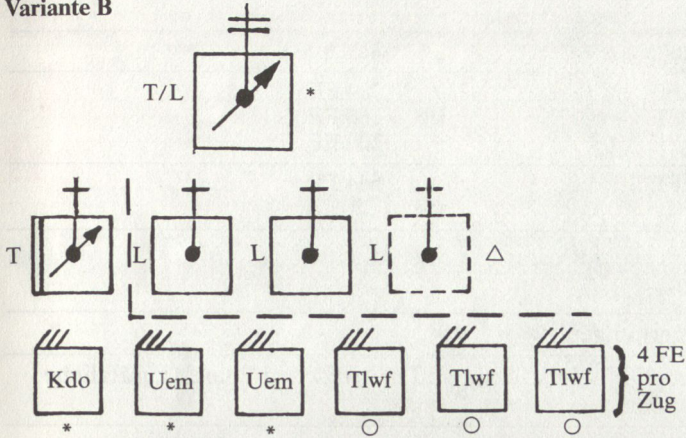 Variante B
T/L *
T L L L △
Kdo Uem Uem Tlwf Tlwf Tlwf 4 FE
pro
Zug
* * * ○ ○ ○